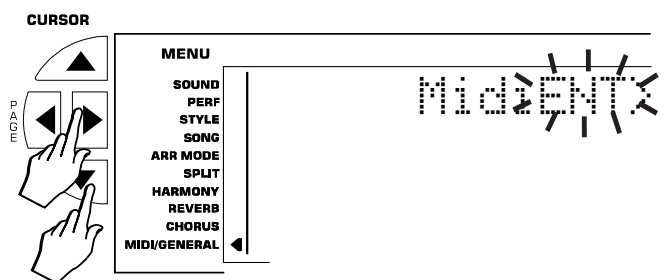 CURSOR
PAGE
MENU
SOUND
PERF
STYLE
SONG
ARR MODE
SPLIT
HARMONY
REVERB
CHORUS
MIDI/GENERAL
MidiENT>